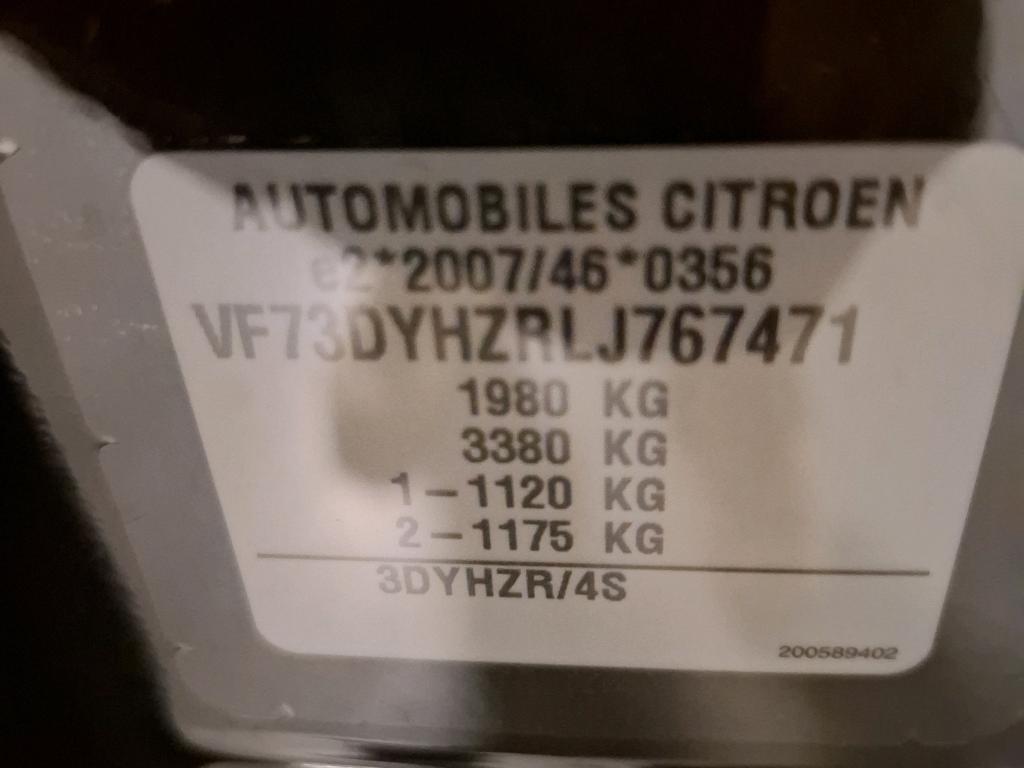 AUTOMOBILES CITROEN
e2*2007/46*0356
VF73DYHZRLJ767471
1980 KG
3380 KG
1-1120 KG
2-1175 KG
3DYHZR/4S
200589402